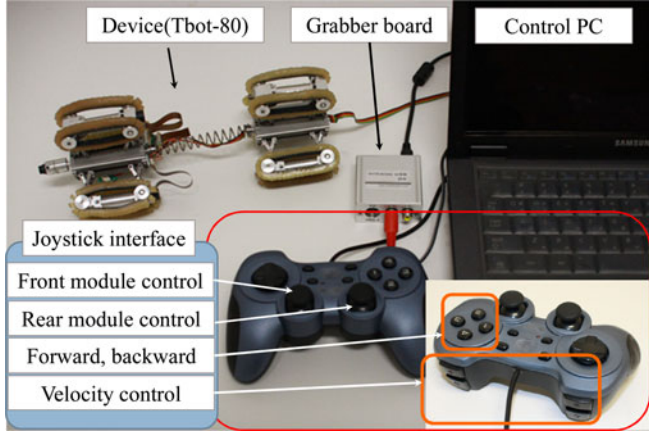 Device(Tbot-80)
Grabber board
Control PC
SAMSUNG
Joystick interface
Front module control
Rear module control
Forward, backward
Velocity control